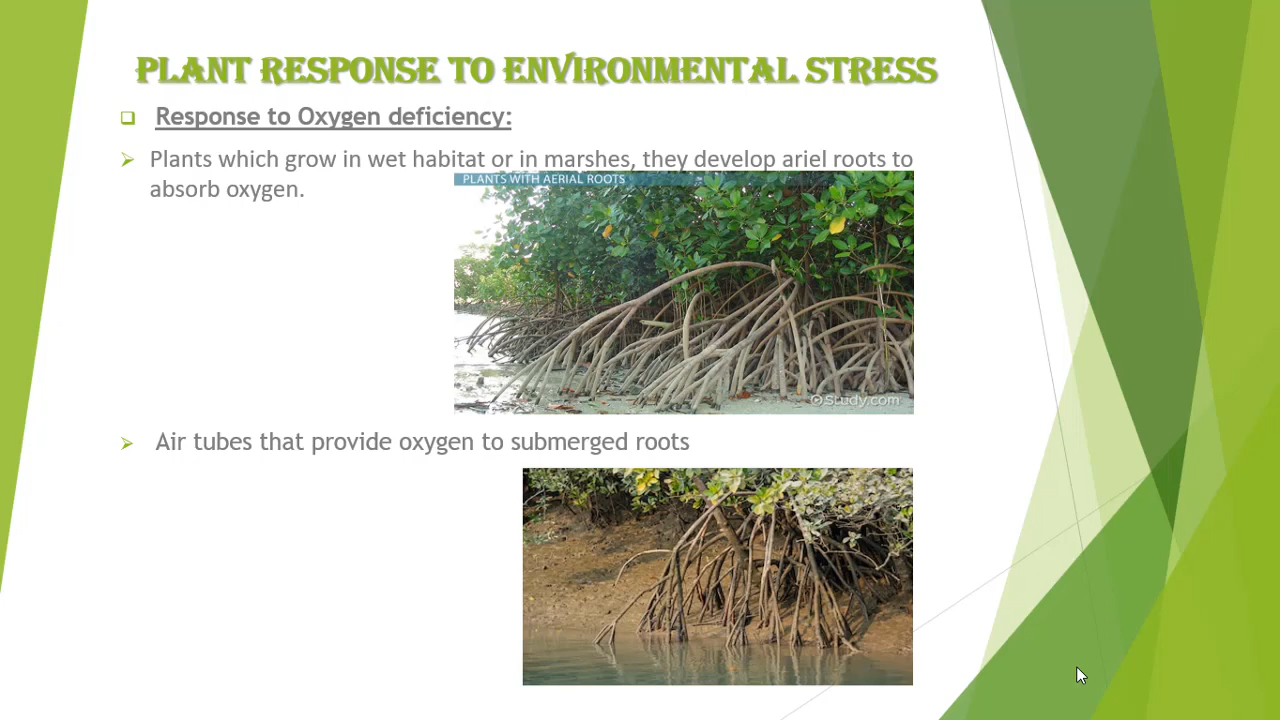 PLANT RESPONSE TO ENVIRONMENTAL STRESS
Response to Oxygen deficiency:
Plants which grow in wet habitat or in marshes, they develop ariel roots to
absorb oxygen.
PLANTS WITH AERIAL ROOTS
©Study.com
Air tubes that provide oxygen to submerged roots